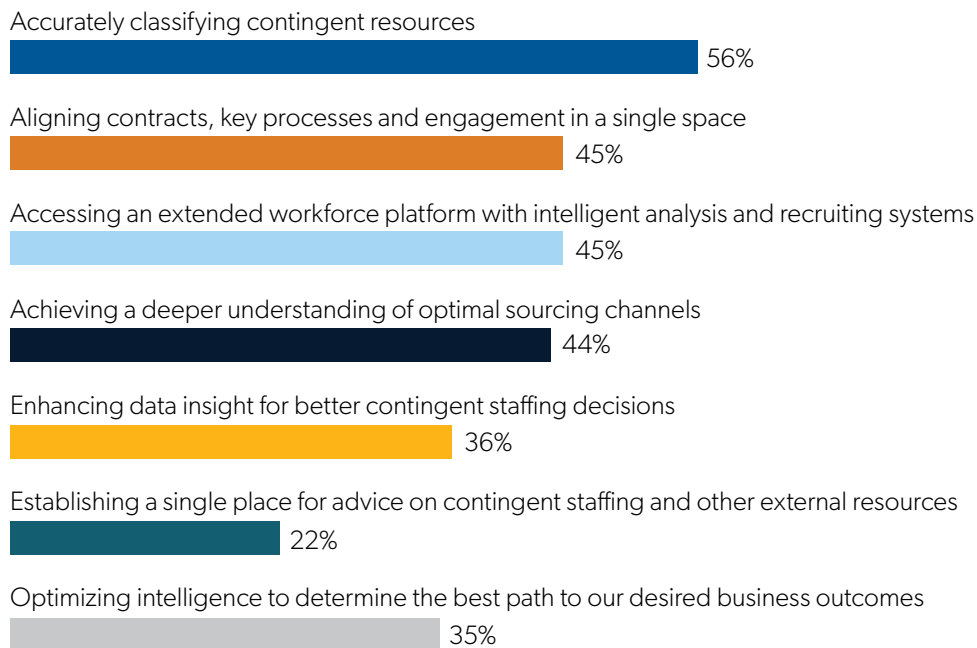 Accurately classifying contingent resources
56%
Aligning contracts, key processes and engagement in a single space
45%
Accessing an extended workforce platform with intelligent analysis and recruiting systems
45%
Achieving a deeper understanding of optimal sourcing channels
44%
Enhancing data insight for better contingent staffing decisions
36%
Establishing a single place for advice on contingent staffing and other external resources
22%
Optimizing intelligence to determine the best path to our desired business outcomes
35%